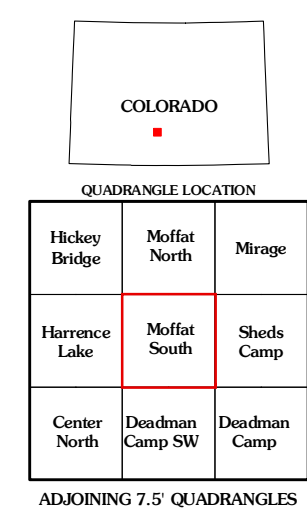 COLORADO
QUADRANGLE LOCATION
Hickey
Bridge
Moffat
North
Mirage
Harrence
Lake
Moffat
South
Sheds
Camp
Center
North
Deadman
Camp SW
Deadman
Camp
ADJOINING 7.5' QUADRANGLES